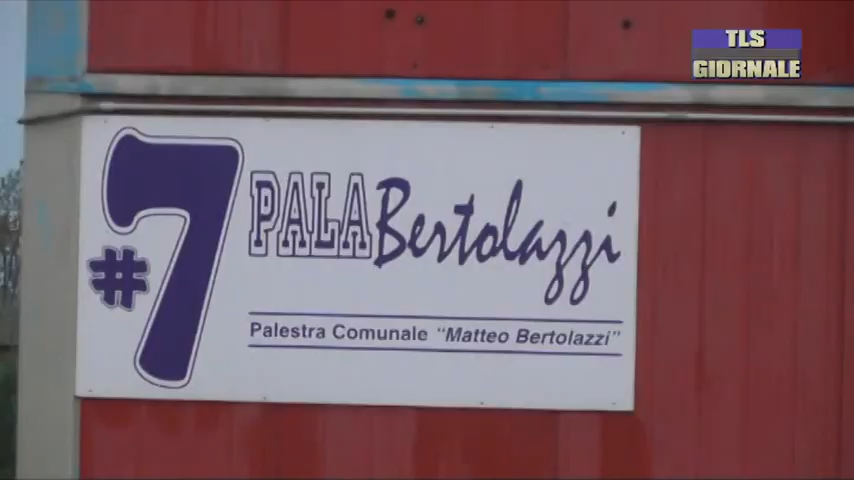 TLS
GIORNALE
#7 PALA Bertolazzi
Palestra Comunale "Matteo Bertolazzi"